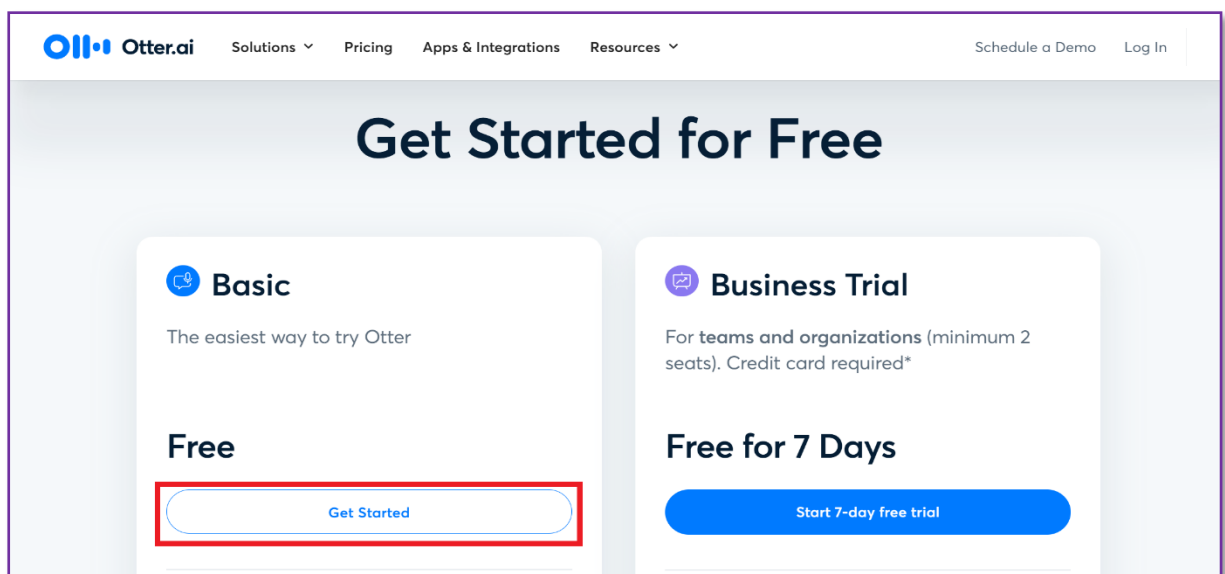 Otter.ai Solutions Pricing Apps & Integrations Resources Schedule a Demo Log In
Get Started for Free
Basic
The easiest way to try Otter
Free
Get Started
Business Trial
For teams and organizations (minimum 2
seats). Credit card required*
Free for 7 Days
Start 7-day free trial